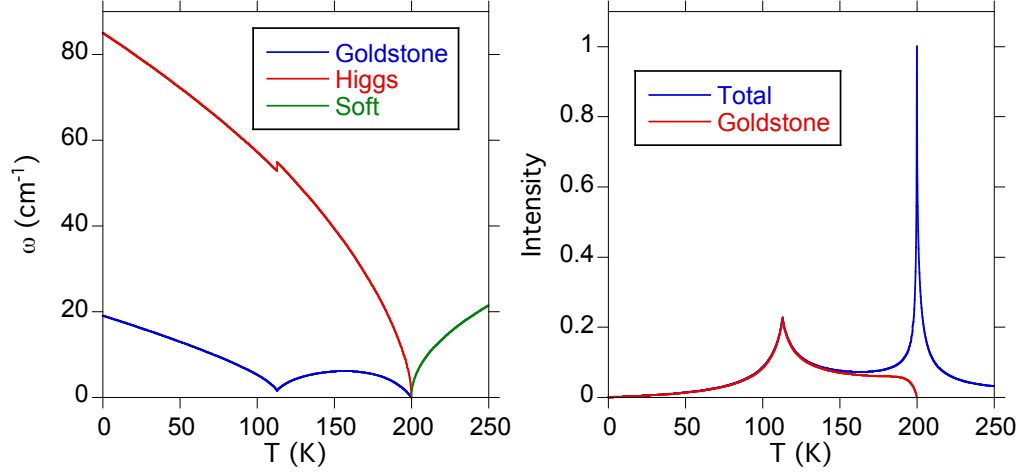 ω (cm⁻¹)
80
60
40
20
0
Goldstone
Higgs
Soft
0 50 100 150 200 250
T (K)
Intensity
1
0.8
0.6
0.4
0.2
0
Total
Goldstone
0 50 100 150 200 250
T (K)